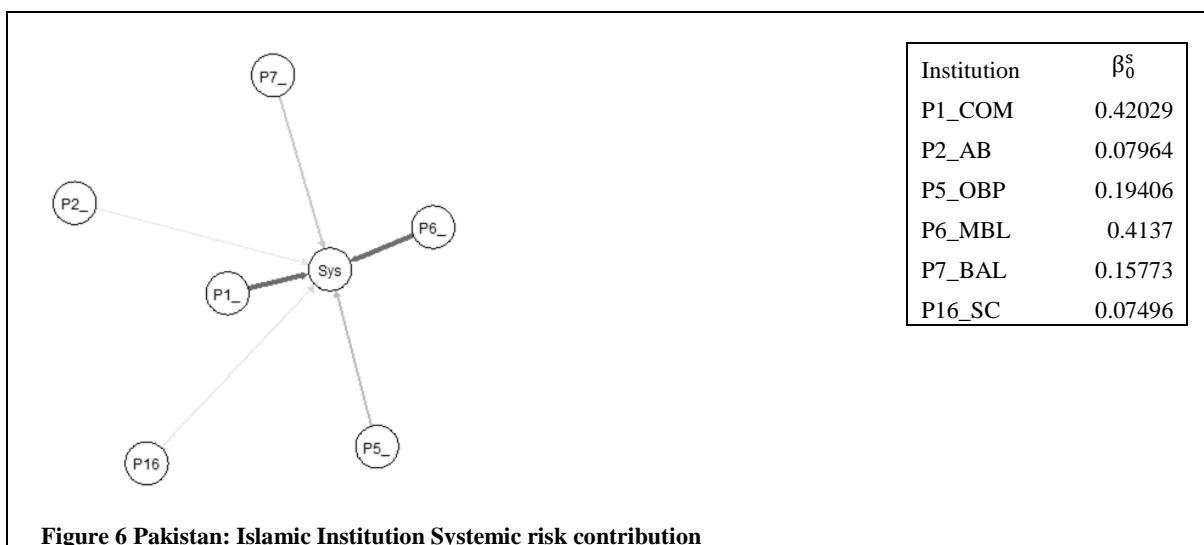 P7_
P2_
P6_
Sys
P1_
P5_
P16
Institution β₀ˢ
P1_COM 0.42029
P2_AB 0.07964
P5_OBP 0.19406
P6_MBL 0.4137
P7_BAL 0.15773
P16_SC 0.07496
Figure 6 Pakistan: Islamic Institution Systemic risk contribution